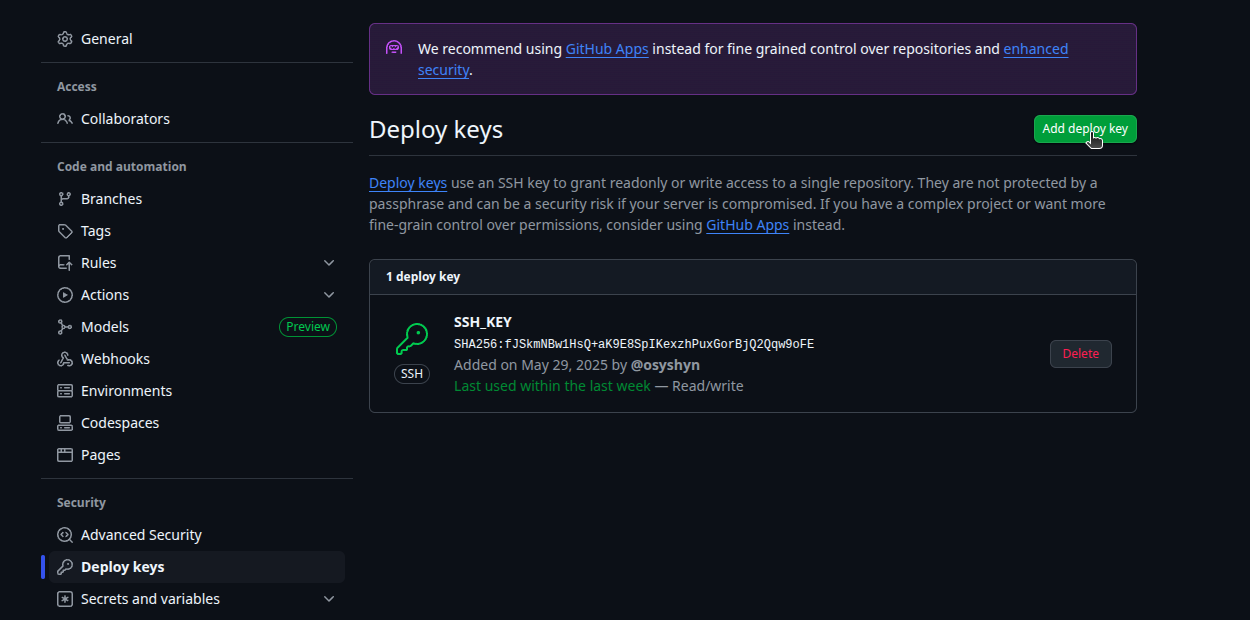 General
Access
Collaborators
Code and automation
Branches
Tags
Rules
Actions
Models
Preview
Webhooks
Environments
Codespaces
Pages
Security
Advanced Security
Deploy keys
Secrets and variables
We recommend using GitHub Apps instead for fine grained control over repositories and enhanced
security.
Deploy keys
Add deploy key
Deploy keys use an SSH key to grant readonly or write access to a single repository. They are not protected by a
passphrase and can be a security risk if your server is compromised. If you have a complex project or want more
fine-grain control over permissions, consider using GitHub Apps instead.
1 deploy key
SSH
SSH_KEY
SHA256:fJSkmNBw1HsQ+aK9E8SpIKexzhPuxGorBjQ2Qqw9oFE
Added on May 29, 2025 by @osyshyn
Last used within the last week — Read/write
Delete